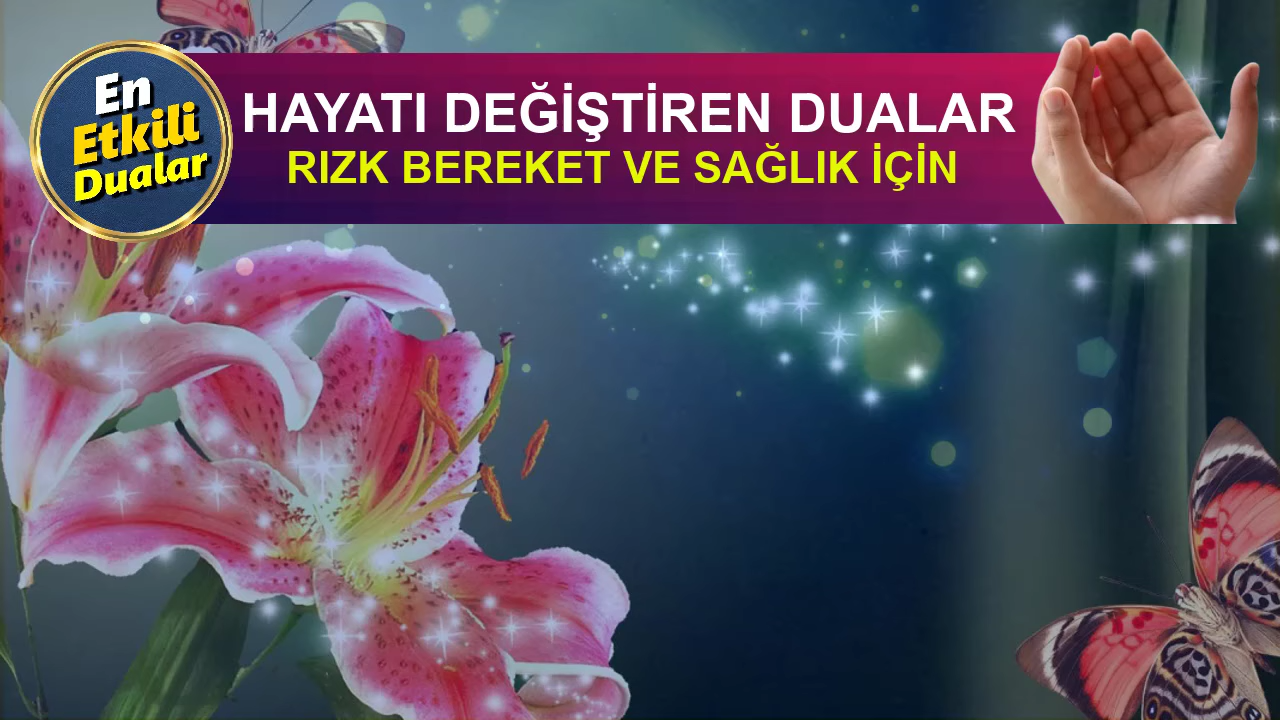 En
Etkili
Dualar
HAYATI DEĞİŞTİREN DUALAR
RIZK BEREKET VE SAĞLIK İÇİN